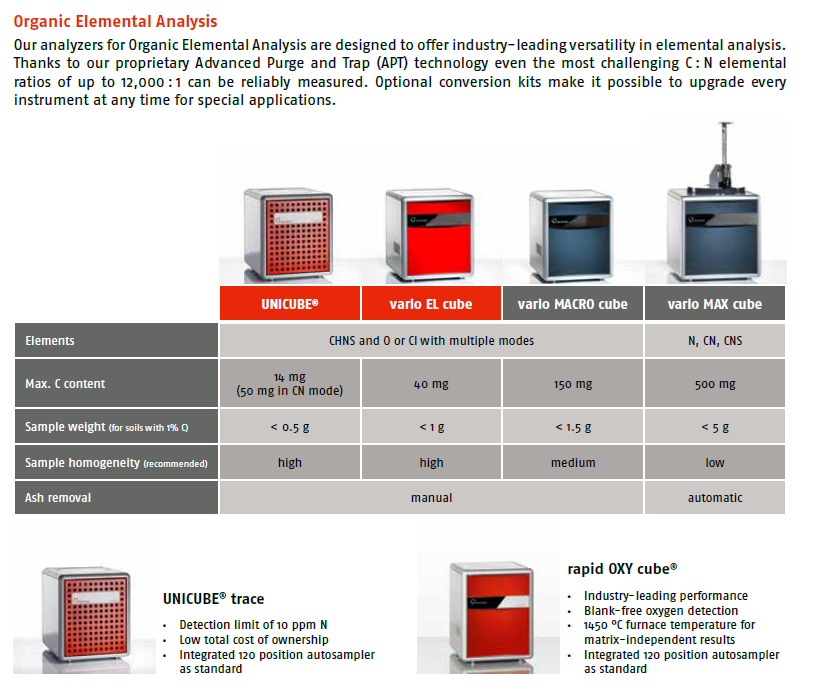 Organic Elemental Analysis
Our analyzers for Organic Elemental Analysis are designed to offer industry-leading versatility in elemental analysis.
Thanks to our proprietary Advanced Purge and Trap (APT) technology even the most challenging C:N elemental
ratios of up to 12,000:1 can be reliably measured. Optional conversion kits make it possible to upgrade every
instrument at any time for special applications.
UNICUBE® vario EL cube vario MACRO cube vario MAX cube
Elements CHNS and O or Cl with multiple modes N, CN, CNS
Max. C content 14 mg (50 mg in CN mode) 40 mg 150 mg 500 mg
Sample weight (for soils with 1% C) < 0.5 g < 1 g < 1.5 g < 5 g
Sample homogeneity (recommended) high high medium low
Ash removal manual automatic
UNICUBE® trace
• Detection limit of 10 ppm N
• Low total cost of ownership
• Integrated 120 position autosampler
as standard
rapid OXY cube®
• Industry-leading performance
• Blank-free oxygen detection
• 1450 °C furnace temperature for
matrix-independent results
• Integrated 120 position autosampler
as standard